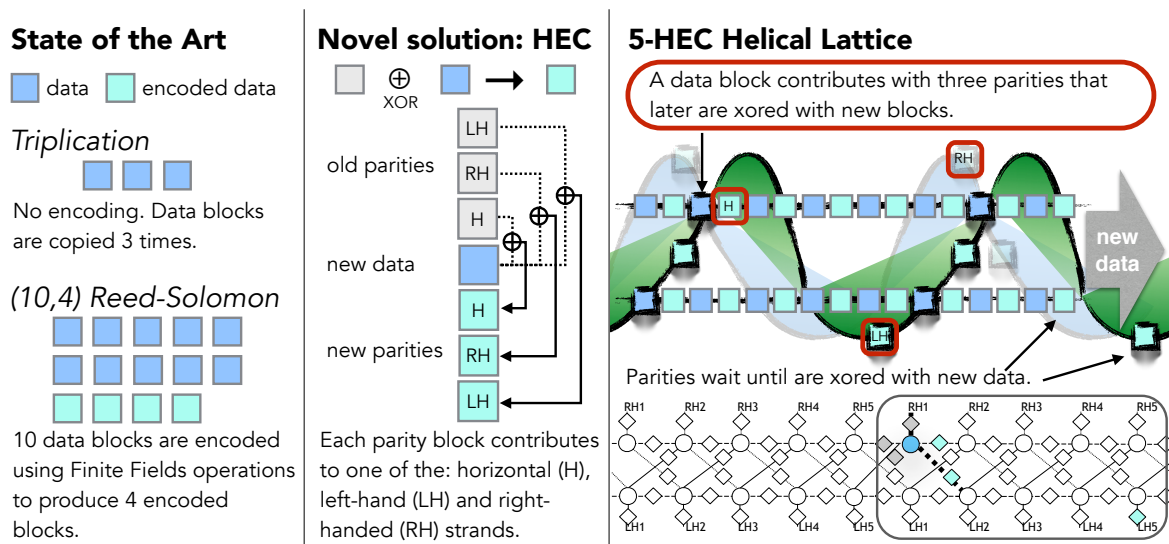 State of the Art
data
encoded data
Triplication
No encoding. Data blocks
are copied 3 times.
(10,4) Reed-Solomon
10 data blocks are encoded
using Finite Fields operations
to produce 4 encoded
blocks.
Novel solution: HEC
⊕
XOR
LH
old parities
RH
H
new data
H
new parities
RH
LH
Each parity block contributes
to one of the: horizontal (H),
left-hand (LH) and right-
handed (RH) strands.
5-HEC Helical Lattice
A data block contributes with three parities that
later are xored with new blocks.
RH
H
new
data
LH
Parities wait until are xored with new data.
RH1 RH2 RH3 RH4 RH5 RH1 RH2 RH3 RH4 RH5
LH1 LH2 LH3 LH4 LH5 LH1 LH2 LH3 LH4 LH5